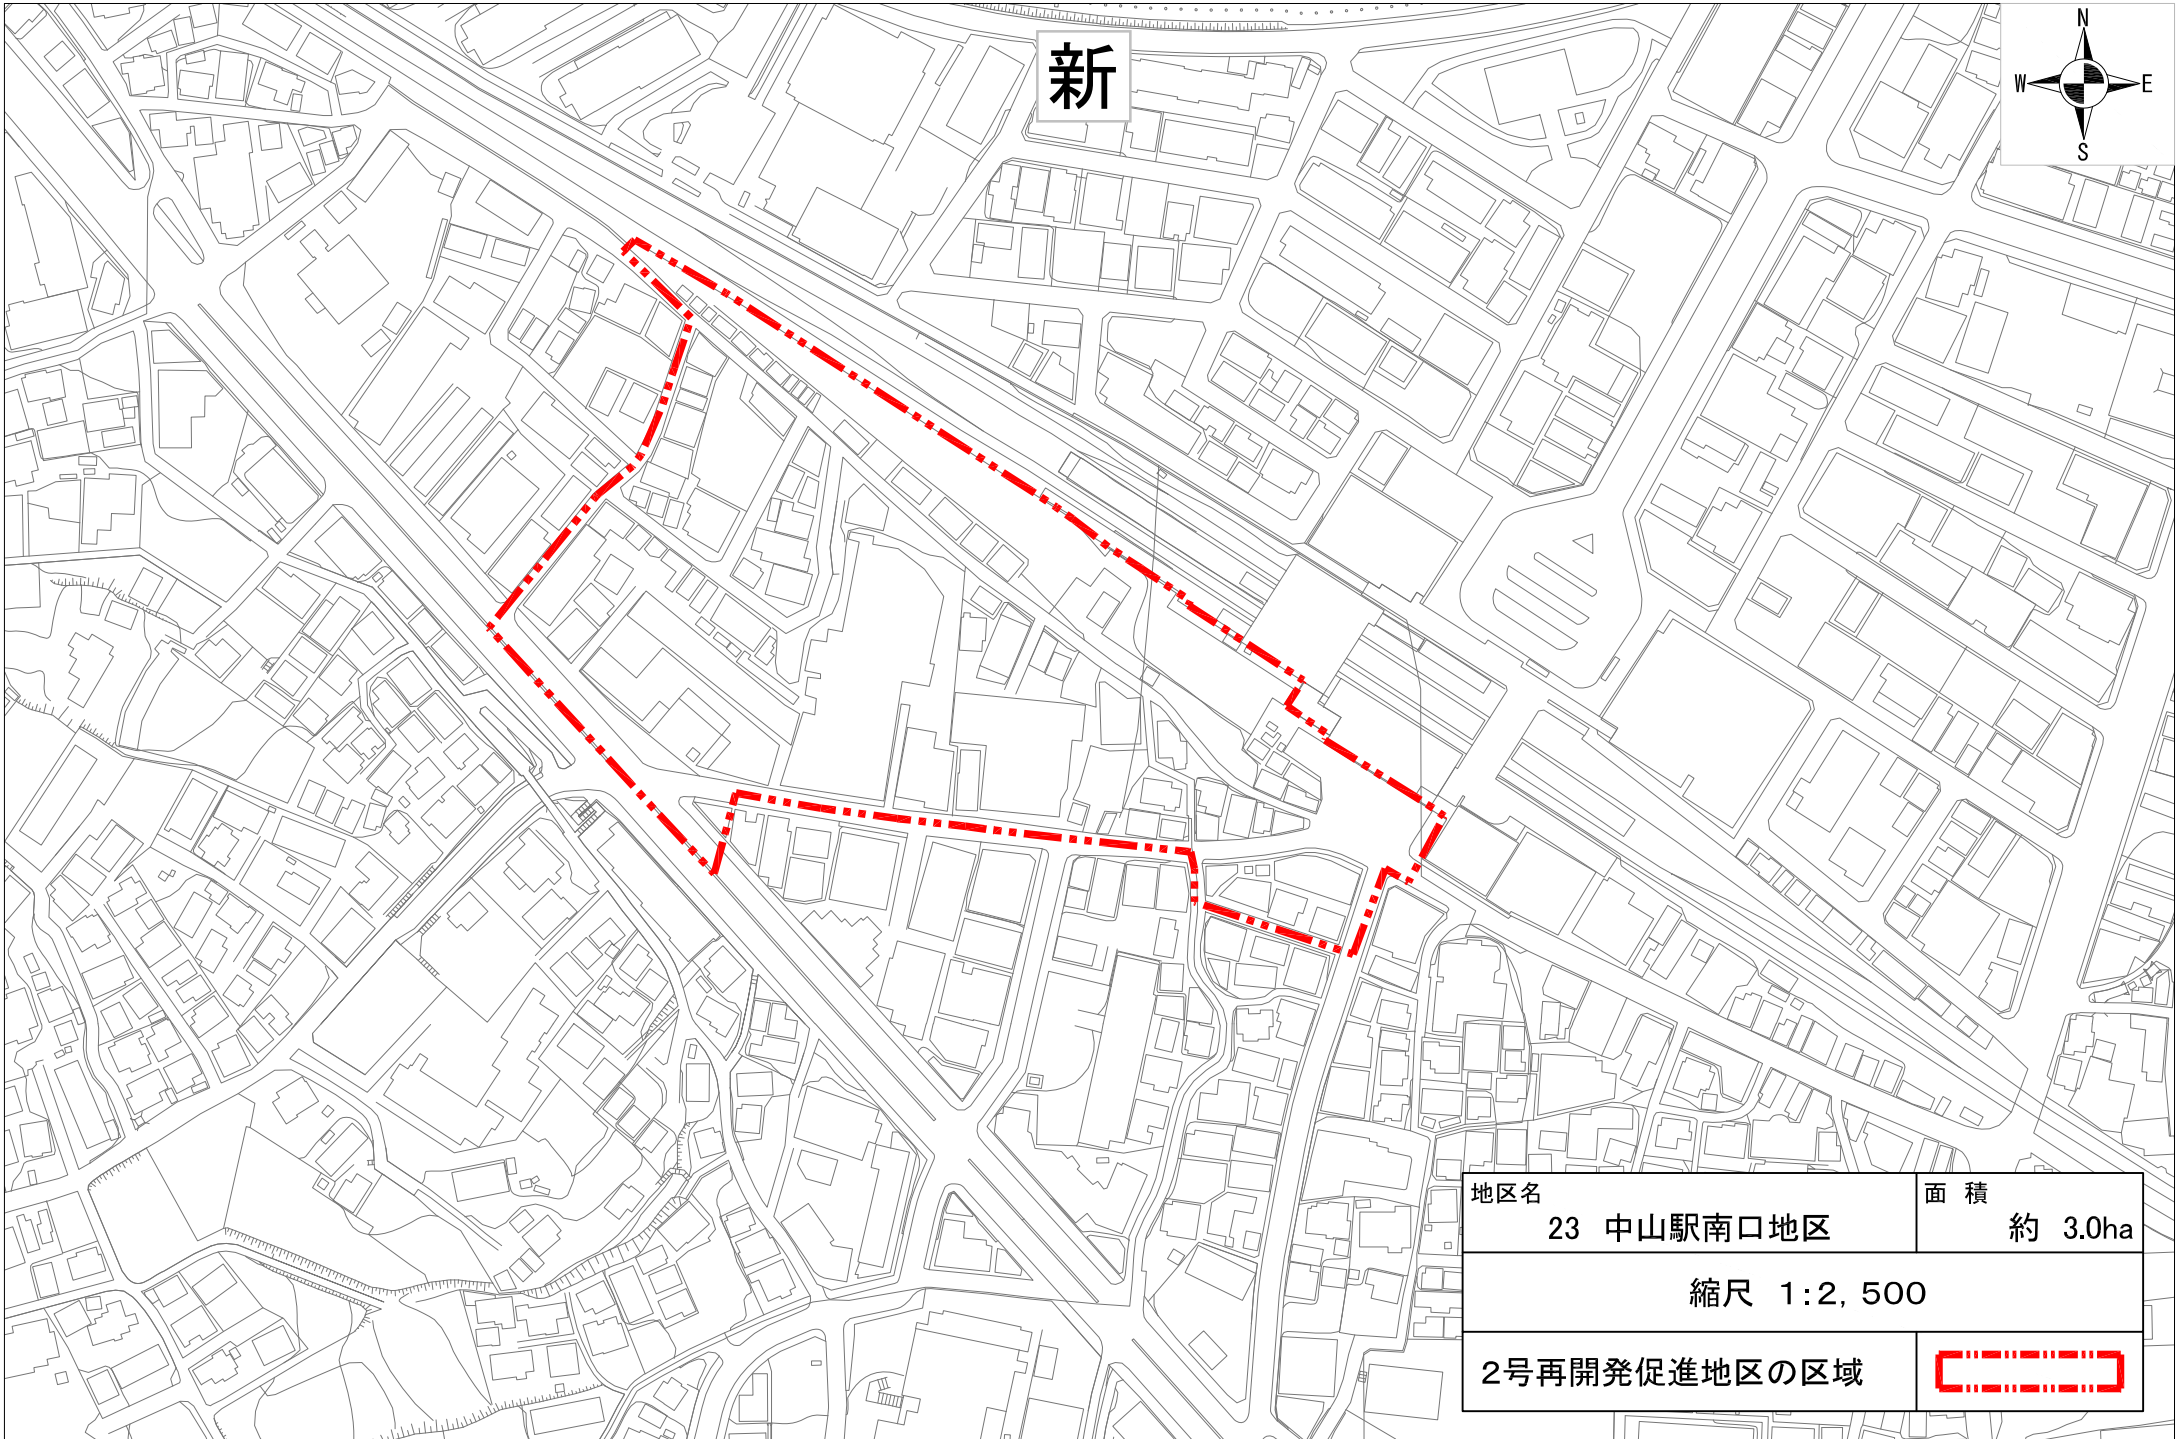 新
N
W E
S
地区名
23 中山駅南口地区
面 積
約 3.0ha
縮尺 1:2,500
2号再開発促進地区の区域